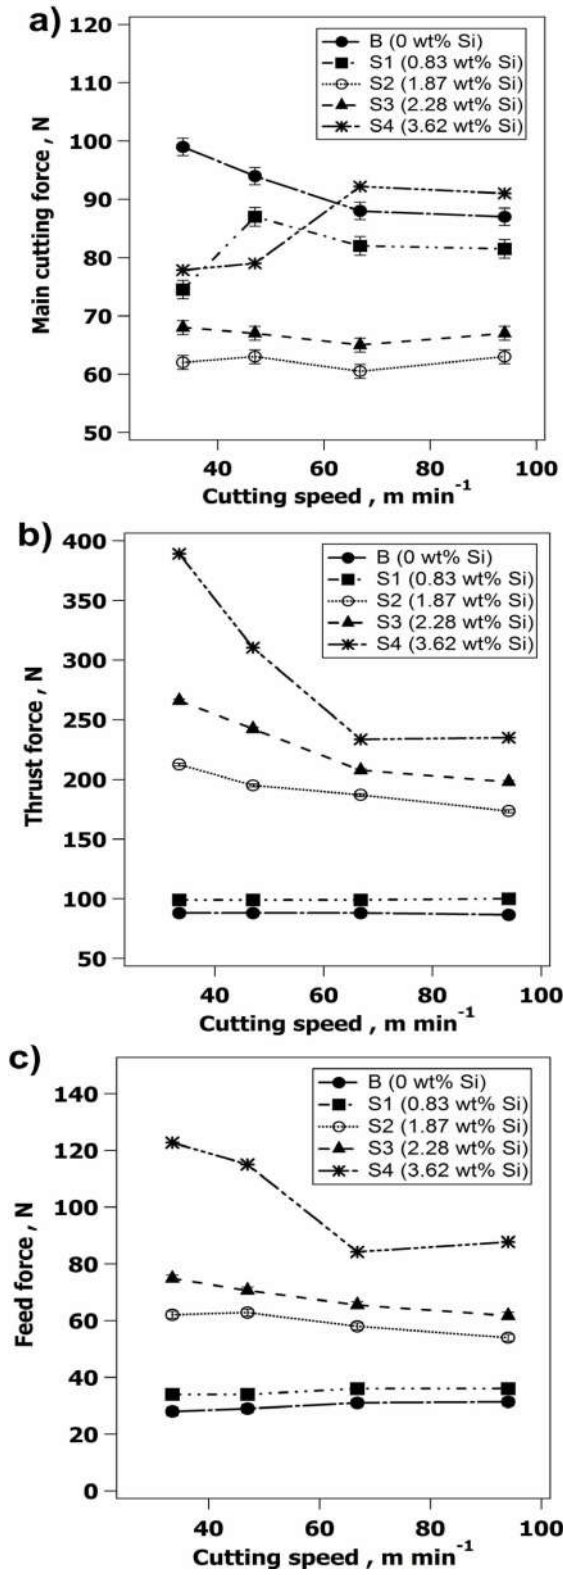 a)
120
110
100
90
80
70
60
50
Main cutting force , N
B (0 wt% Si)
S1 (0.83 wt% Si)
S2 (1.87 wt% Si)
S3 (2.28 wt% Si)
S4 (3.62 wt% Si)
40 60 80 100
Cutting speed , m min⁻¹
b)
400
350
300
250
200
150
100
50
Thrust force , N
B (0 wt% Si)
S1 (0.83 wt% Si)
S2 (1.87 wt% Si)
S3 (2.28 wt% Si)
S4 (3.62 wt% Si)
40 60 80 100
Cutting speed , m min⁻¹
c)
140
120
100
80
60
40
20
0
Feed force , N
B (0 wt% Si)
S1 (0.83 wt% Si)
S2 (1.87 wt% Si)
S3 (2.28 wt% Si)
S4 (3.62 wt% Si)
40 60 80 100
Cutting speed , m min⁻¹